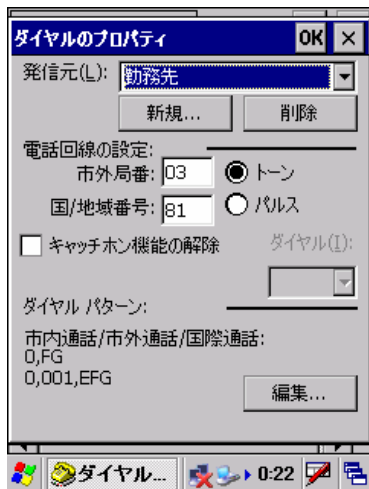 ダイヤルのプロパティ OK ×
発信元(L): 勤務先
新規... 削除
電話回線の設定:
市外局番: 03 トーン
国/地域番号: 81 パルス
キャッチホン機能の解除 ダイヤル(I):
ダイヤル パターン:
市内通話/市外通話/国際通話:
0,FG
0,001,EFG
編集...
ダイヤル... 0:22